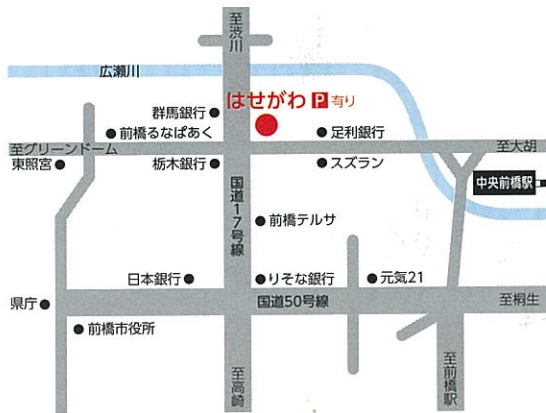 至渋川
広瀬川
はせがわ P 有り
群馬銀行
前橋るなぱあく
足利銀行
至グリーンドーム
至大胡
東照宮
栃木銀行
スズラン
中央前橋駅
国道17号線
前橋テルサ
日本銀行
りそな銀行
元気21
県庁
国道50号線
至桐生
前橋市役所
至高崎
至前橋駅